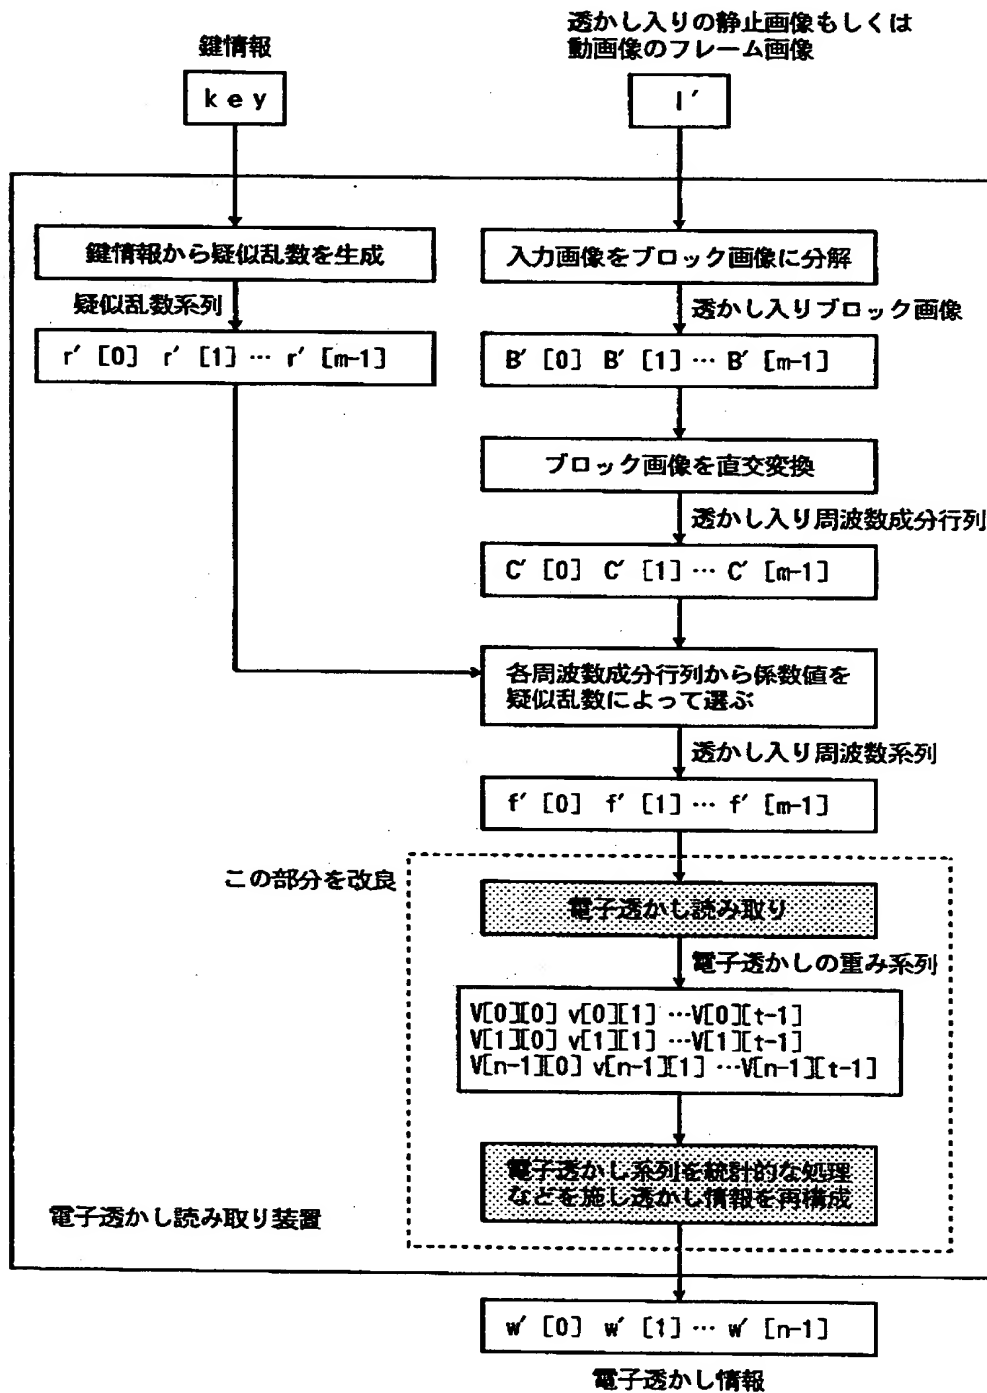 鍵情報
key
透かし入りの静止画像もしくは
動画像のフレーム画像
I′
鍵情報から疑似乱数を生成
疑似乱数系列
r′ [0] r′ [1] … r′ [m-1]
入力画像をブロック画像に分解
透かし入りブロック画像
B′ [0] B′ [1] … B′ [m-1]
ブロック画像を直交変換
透かし入り周波数成分行列
C′ [0] C′ [1] … C′ [m-1]
各周波数成分行列から係数値を
疑似乱数によって選ぶ
透かし入り周波数系列
f′ [0] f′ [1] … f′ [m-1]
この部分を改良
電子透かし読み取り
電子透かしの重み系列
V[0][0] v[0][1] …V[0][t-1]
V[1][0] v[1][1] …V[1][t-1]
V[n-1][0] v[n-1][1] …V[n-1][t-1]
電子透かし系列を統計的な処理
などを施し透かし情報を再構成
電子透かし読み取り装置
w′ [0] w′ [1] … w′ [n-1]
電子透かし情報